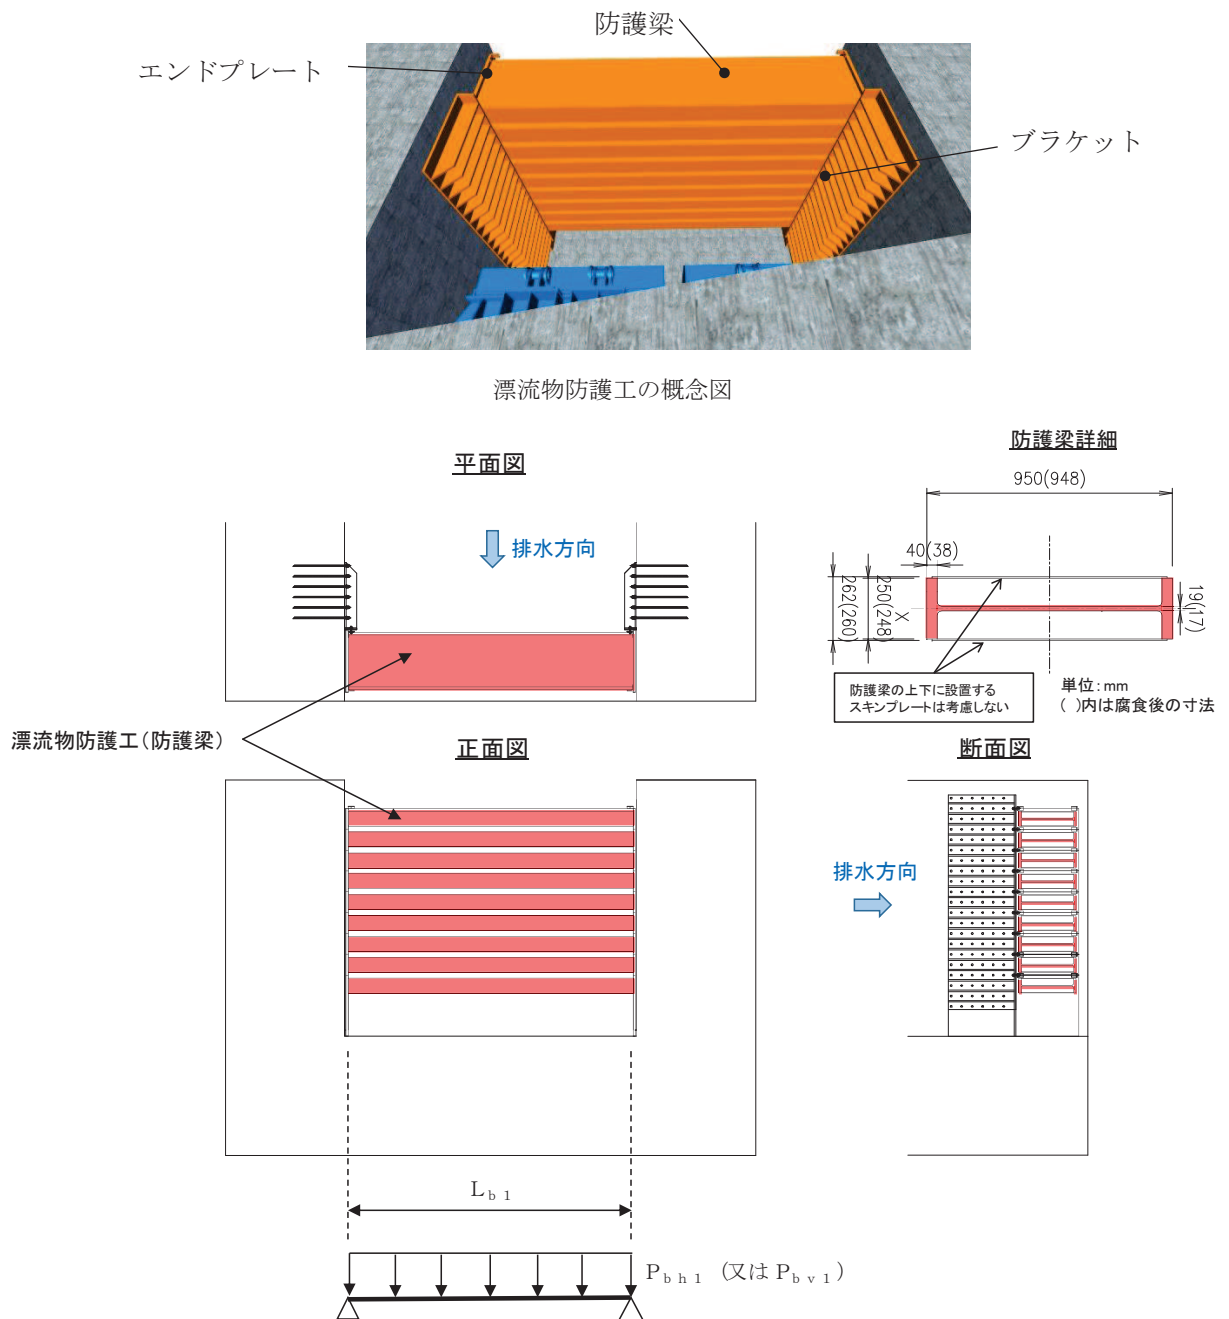 防護梁
エンドプレート
ブラケット
漂流物防護工の概念図
防護梁詳細
平面図
950(948)
排水方向
40(38)
262(260)
250(248)
X
19(17)
防護梁の上下に設置する
スキンプレートは考慮しない
単位:mm
( )内は腐食後の寸法
漂流物防護工(防護梁)
正面図
断面図
排水方向
Lb1
Pbh1 (又は Pbv1)